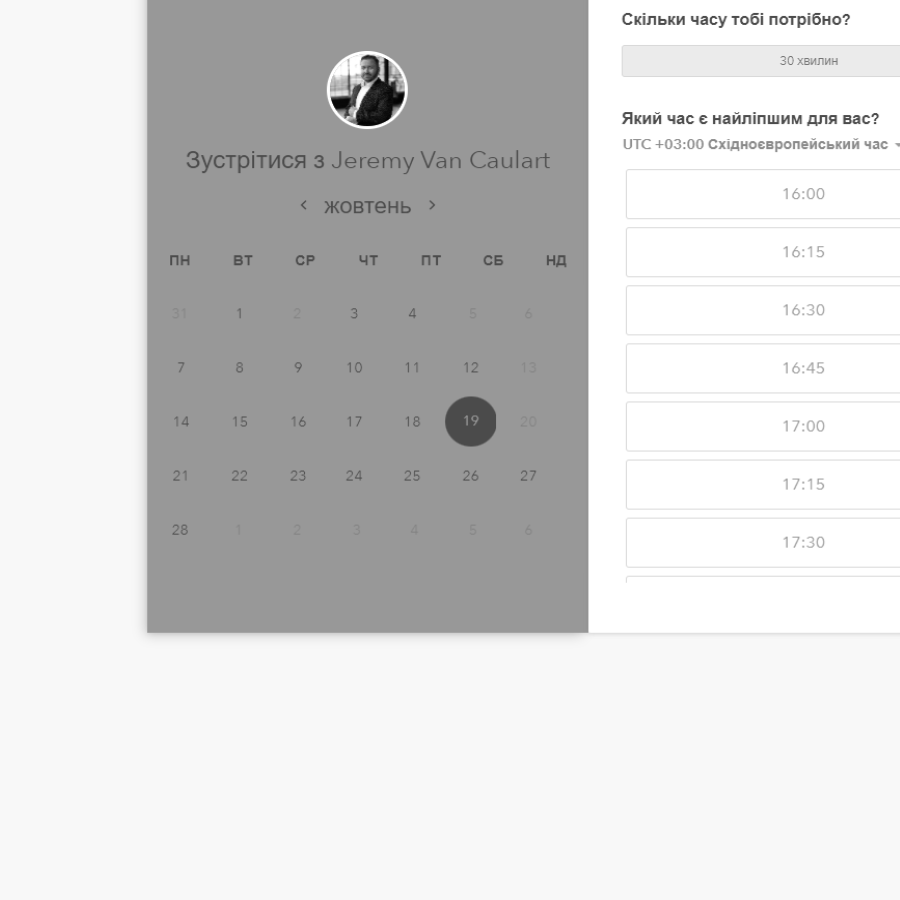 Зустрітися з Jeremy Van Caulart
жовтень
ПН ВТ СР ЧТ ПТ СБ НД
31 1 2 3 4 5 6
7 8 9 10 11 12 13
14 15 16 17 18 19 20
21 22 23 24 25 26 27
28 1 2 3 4 5 6
Скільки часу тобі потрібно?
30 хвилин
Який час є найліпшим для вас?
UTC +03:00 Східноєвропейський час
16:00
16:15
16:30
16:45
17:00
17:15
17:30